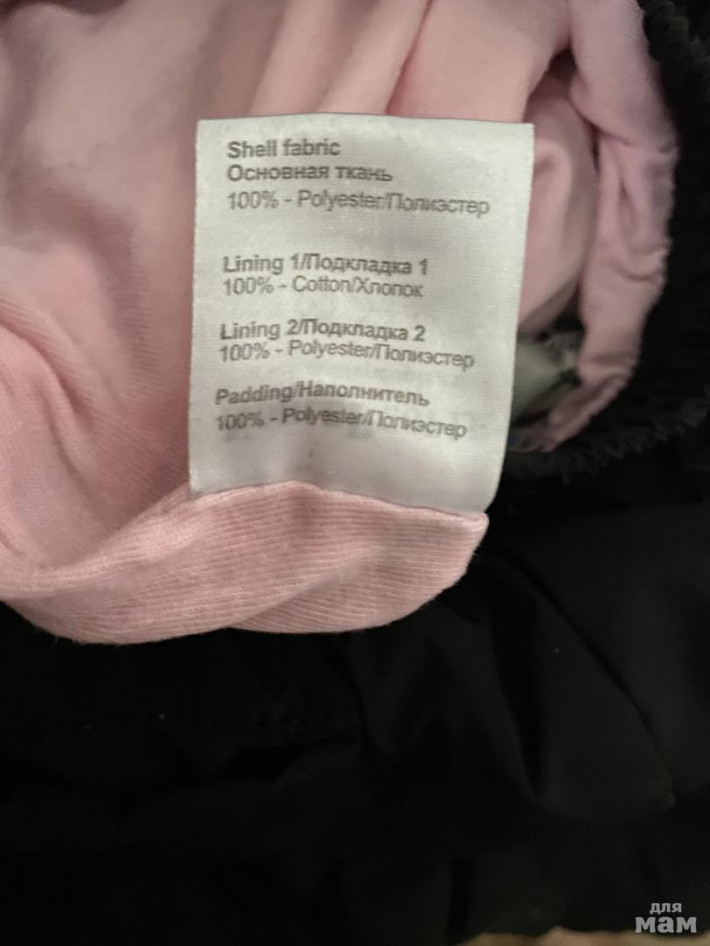 Shell fabric
Основная ткань
100% - Polyester/Полиэстер
Lining 1/Подкладка 1
100% - Cotton/Хлопок
Lining 2/Подкладка 2
100% - Polyester/Полиэстер
Padding/Наполнитель
100% - Polyester/Полиэстер
для
мам